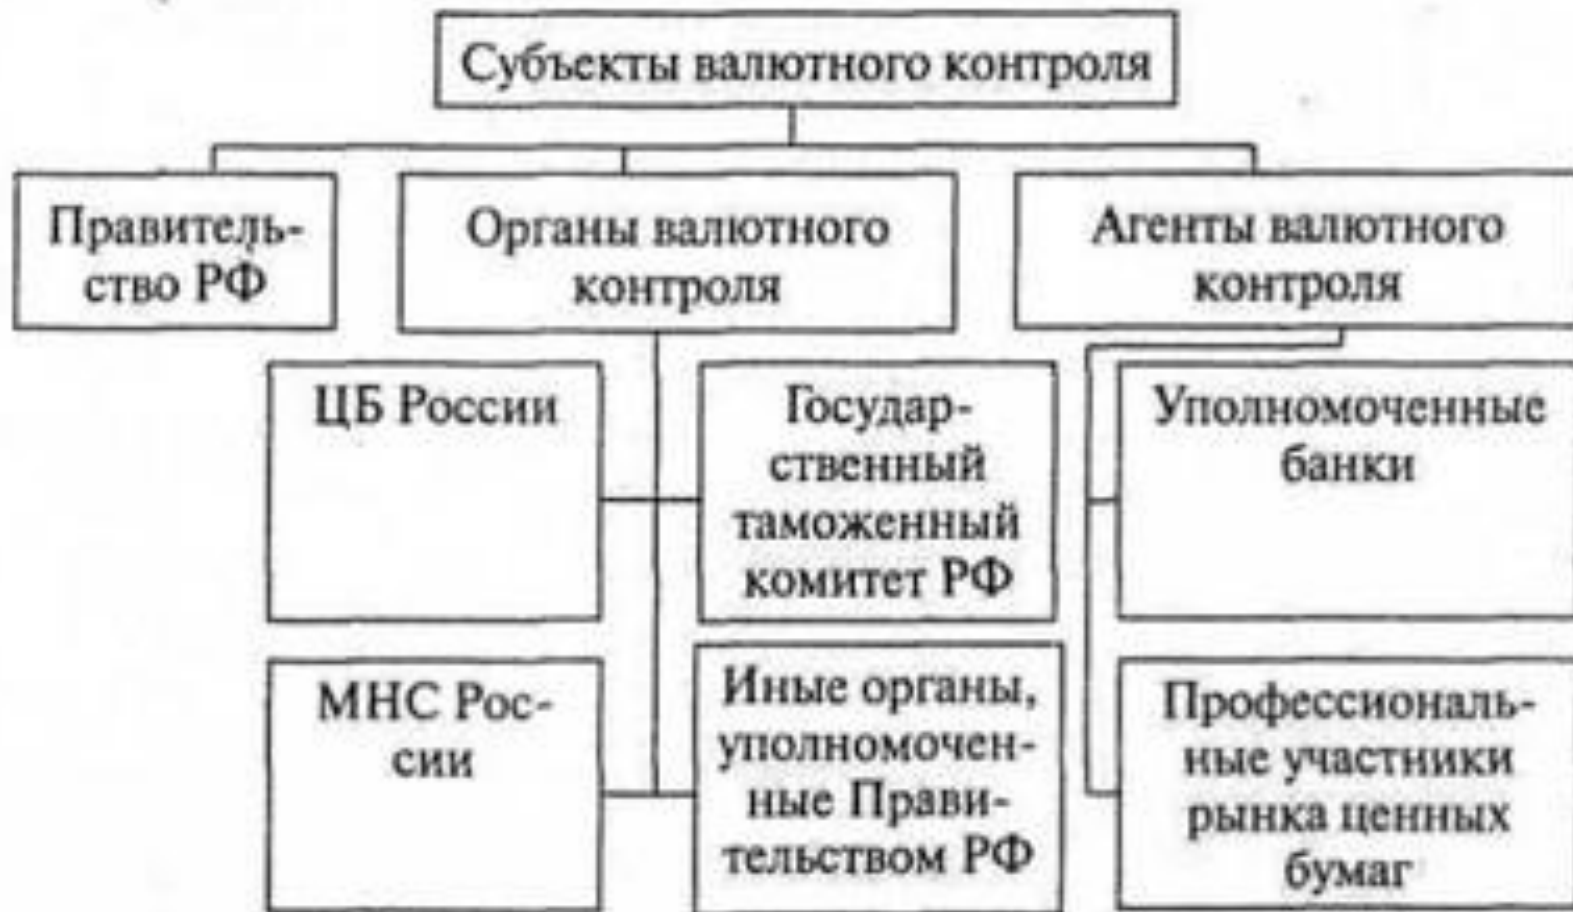 Субъекты валютного контроля
Правитель-
ство РФ
Органы валютного
контроля
Агенты валютного
контроля
ЦБ России
Государ-
ственный
таможенный
комитет РФ
Уполномоченные
банки
МНС Рос-
сии
Иные органы,
уполномочен-
ные Прави-
тельством РФ
Профессиональ-
ные участники
рынка ценных
бумаг